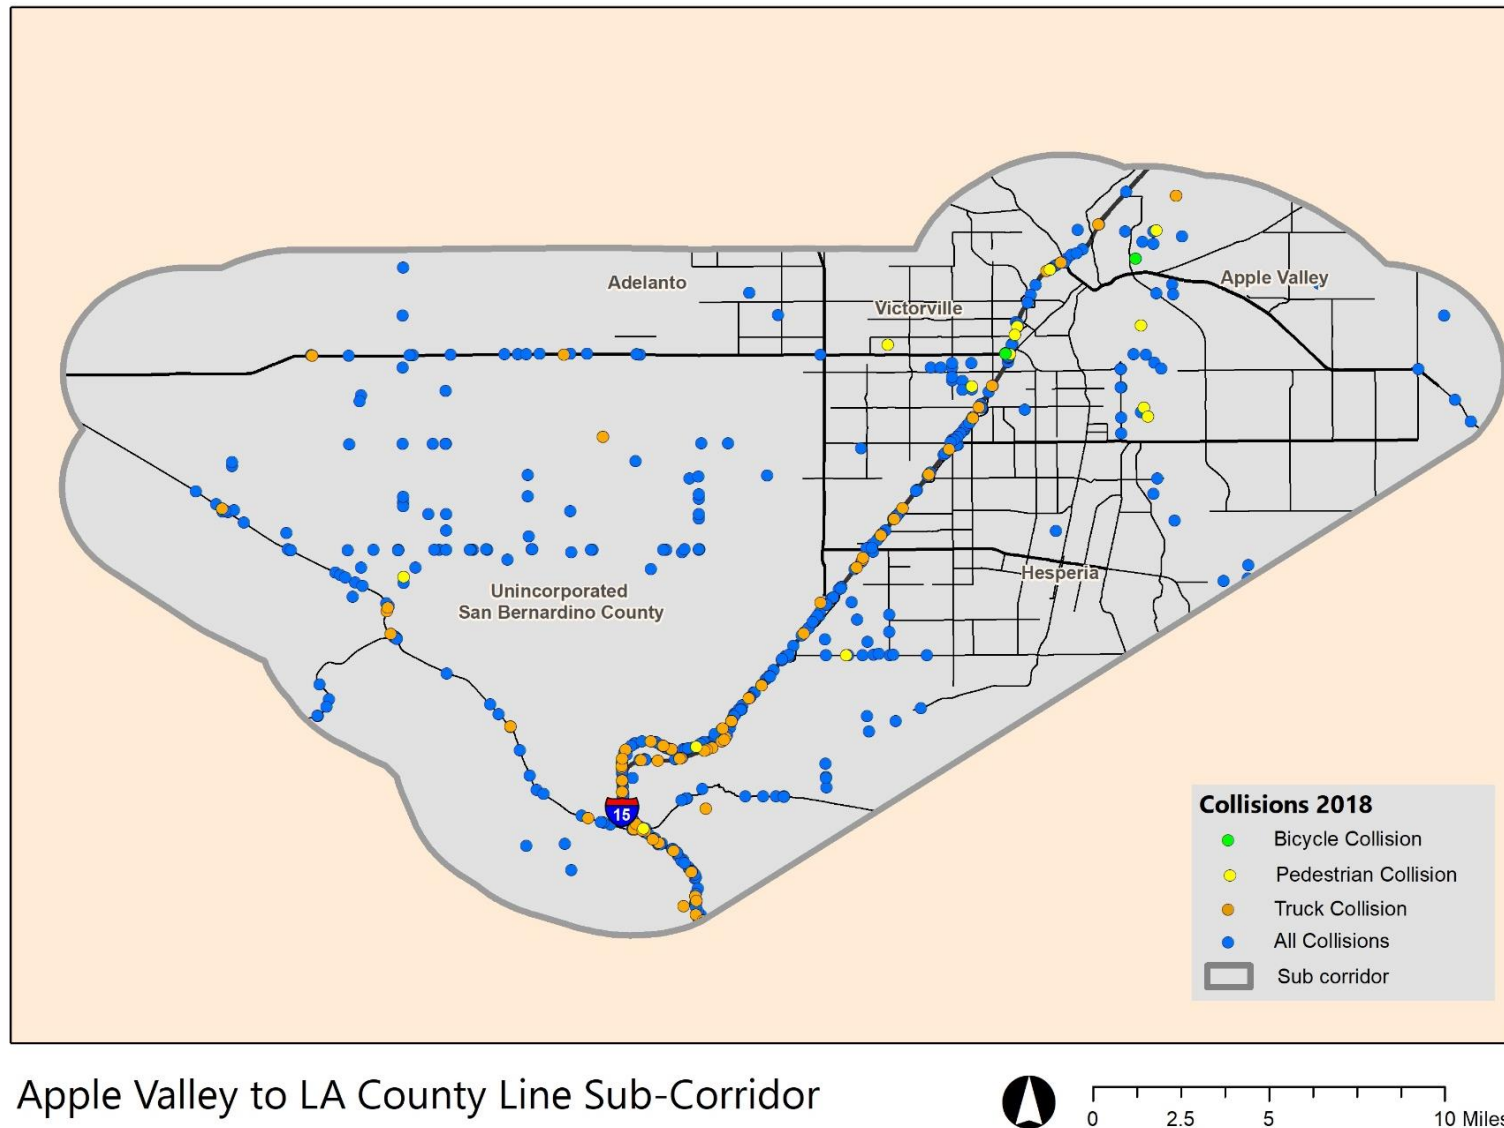 Adelanto
Victorville
Apple Valley
Unincorporated
San Bernardino County
Hesperia
15
Collisions 2018
Bicycle Collision
Pedestrian Collision
Truck Collision
All Collisions
Sub corridor
Apple Valley to LA County Line Sub-Corridor
0 2.5 5 10 Miles